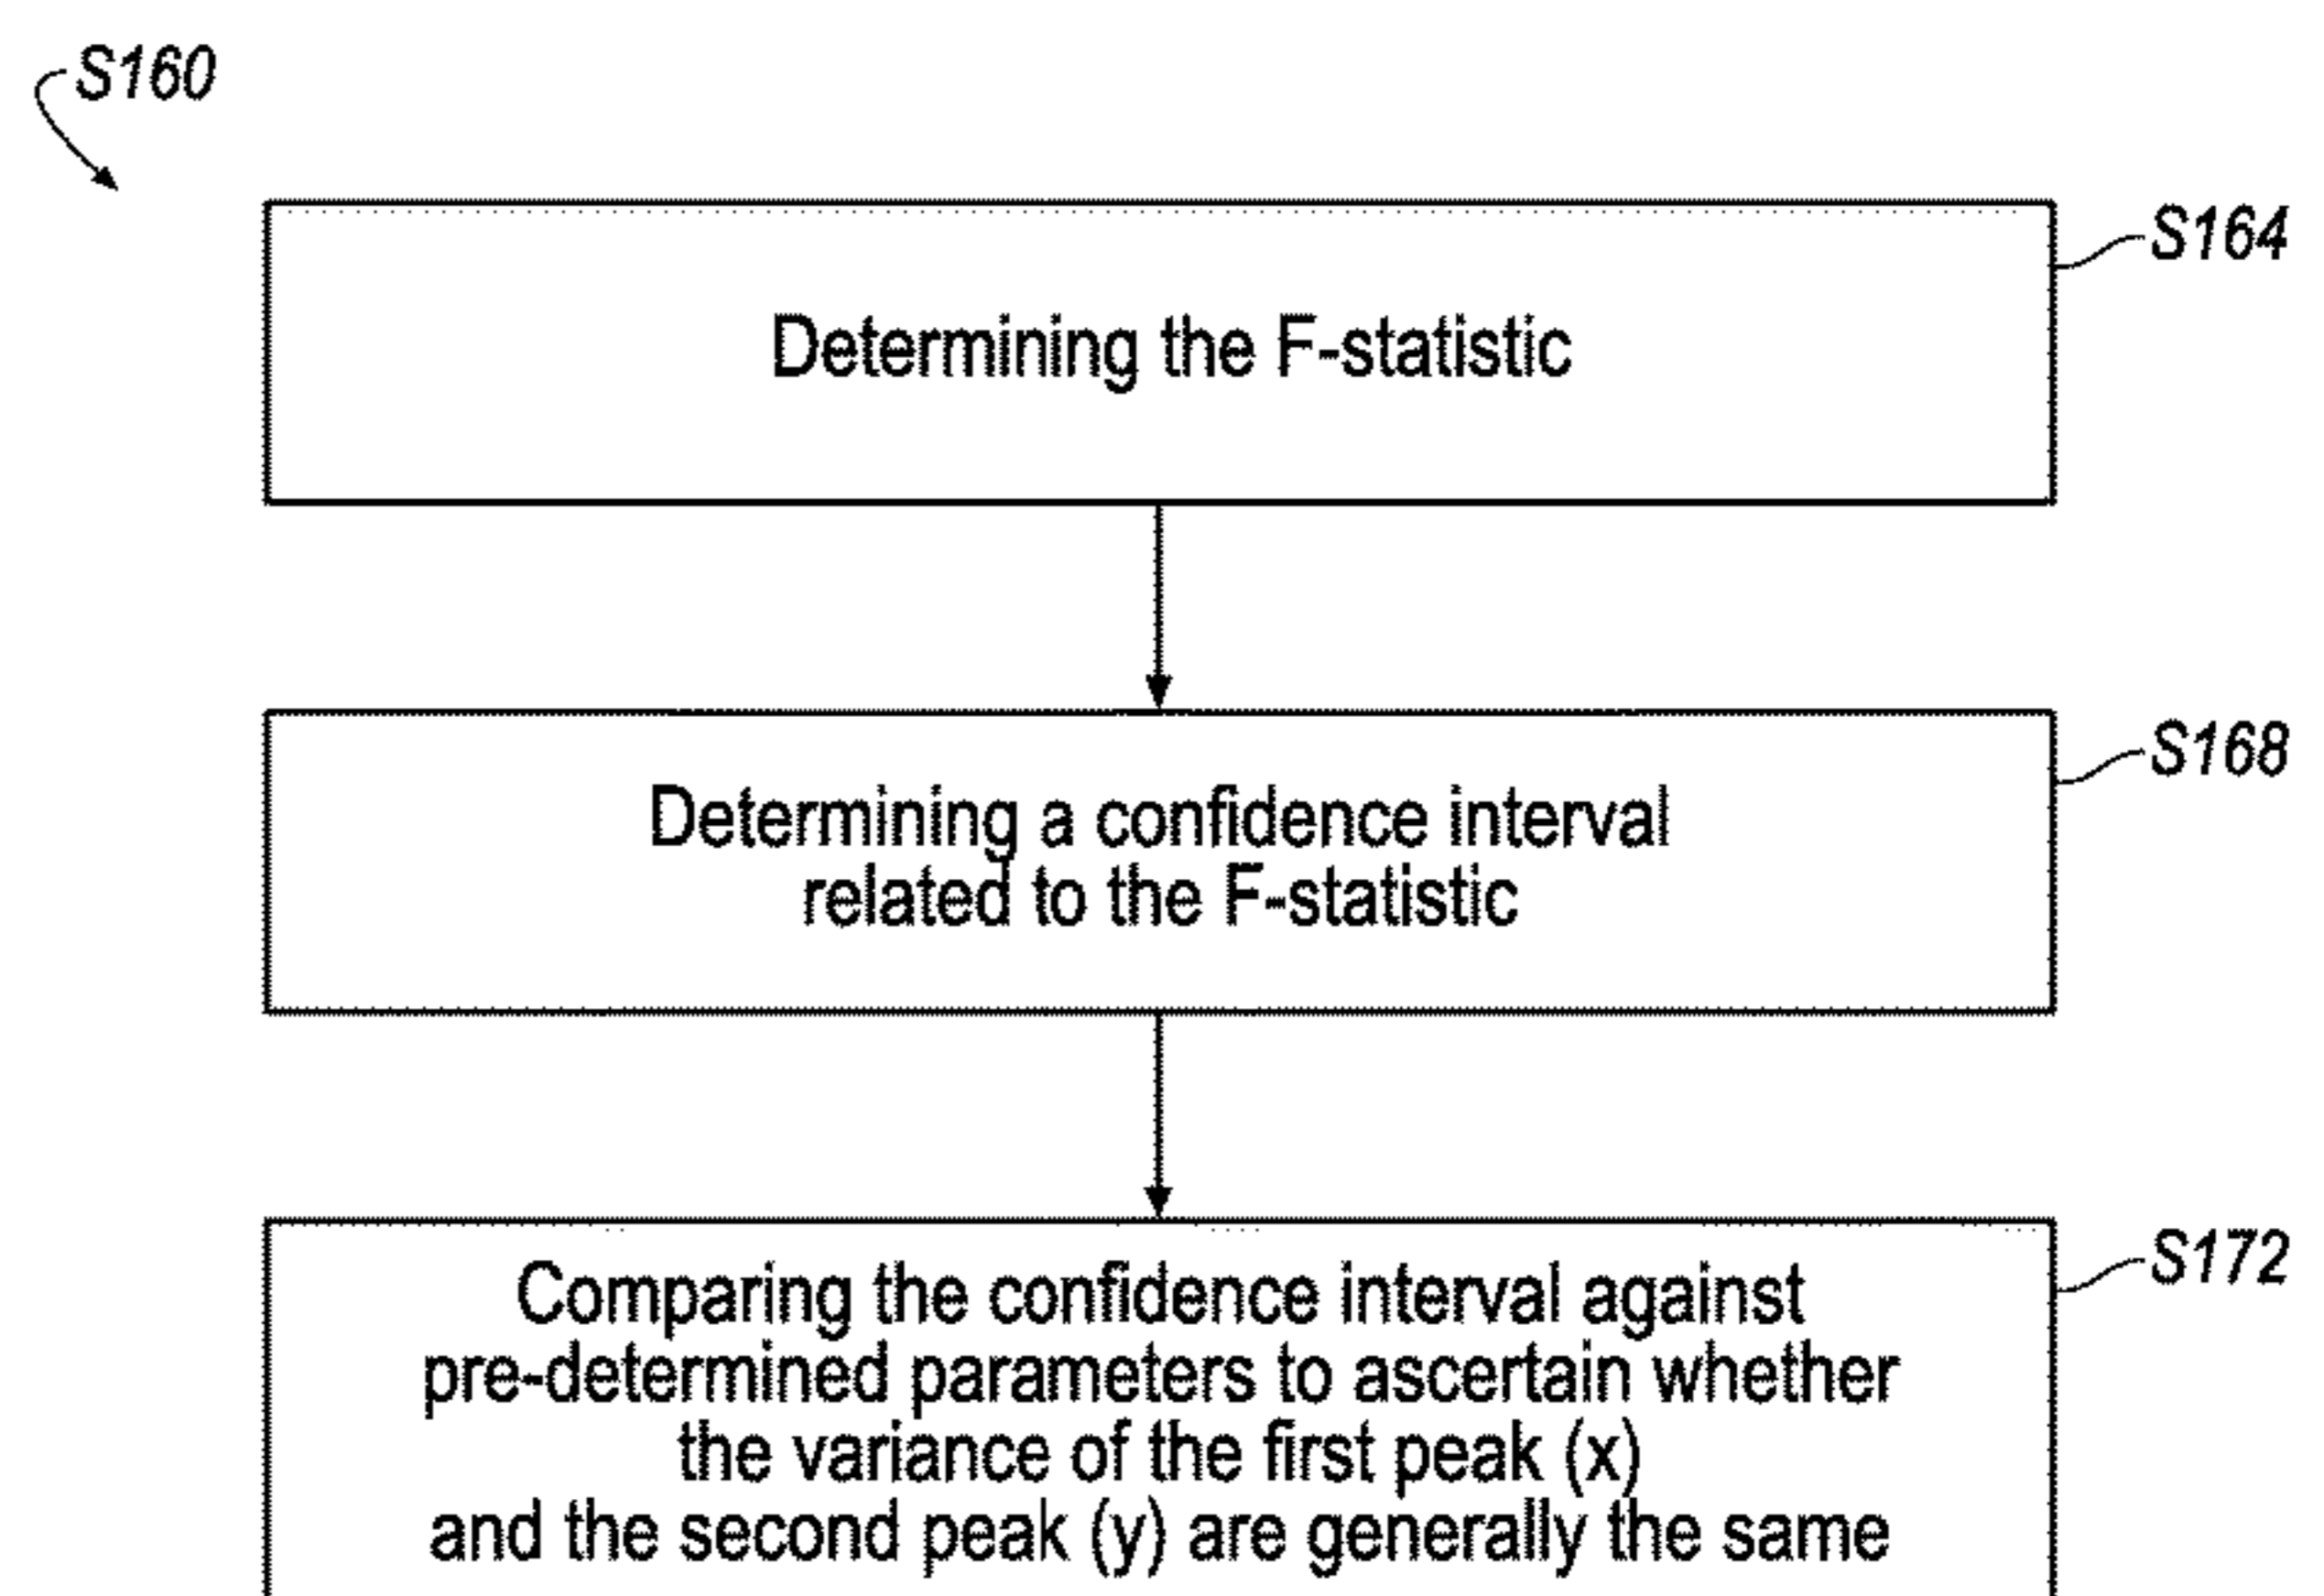 S160
S164
Determining the F-statistic
S168
Determining a confidence interval
related to the F-statistic
S172
Comparing the confidence interval against
pre-determined parameters to ascertain whether
the variance of the first peak (x)
and the second peak (y) are generally the same